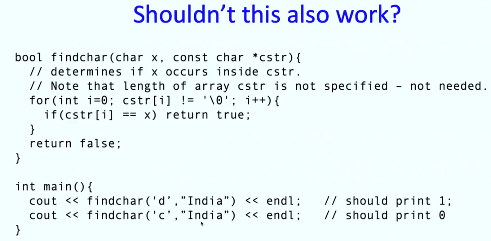 Shouldn't this also work?
bool findchar(char x, const char *cstr){
  // determines if x occurs inside cstr.
  // Note that length of array cstr is not specified – not needed.
  for(int i=0; cstr[i] != '\0'; i++){
    if(cstr[i] == x) return true;
  }
  return false;
}
int main(){
  cout << findchar('d',"India") << endl;   // should print 1;
  cout << findchar('c',"India") << endl;   // should print 0
}